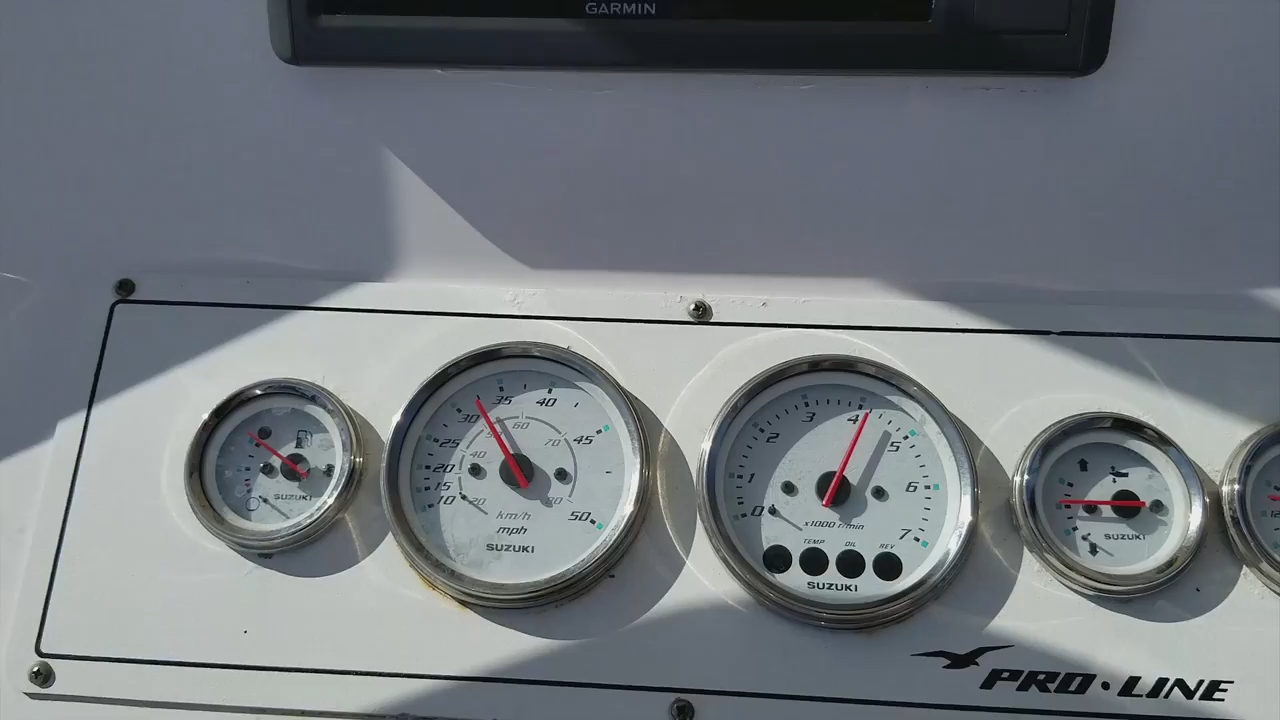 GARMIN
SUZUKI
10
15
20
25
30
35
40
45
50
20
40
50
60
70
80
km/h
mph
SUZUKI
0
1
2
3
4
5
6
7
x1000 r/min
TEMP OIL REV
SUZUKI
SUZUKI
PRO·LINE